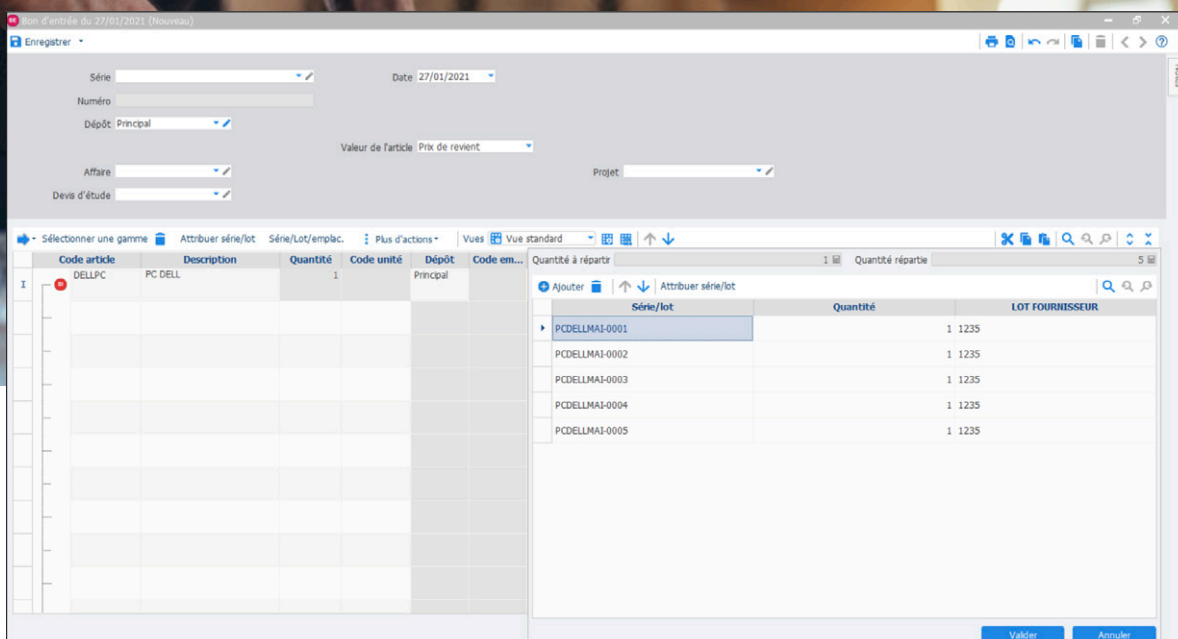 BE Bon d'entrée du 27/01/2021 (Nouveau)
Enregistrer
Série Date 27/01/2021
Numéro
Dépôt Principal
Valeur de l'article Prix de revient
Affaire Projet
Devis d'étude
Sélectionner une gamme Attribuer série/lot Série/Lot/emplac. Plus d'actions Vues Vue standard
Code article Description Quantité Code unité Dépôt Code em...
DELLPC PC DELL 1 Principal
Quantité à répartir 1 Quantité répartie 5
Ajouter Attribuer série/lot
Série/lot Quantité LOT FOURNISSEUR
PCDELLMAI-0001 1 1235
PCDELLMAI-0002 1 1235
PCDELLMAI-0003 1 1235
PCDELLMAI-0004 1 1235
PCDELLMAI-0005 1 1235
Valider Annuler